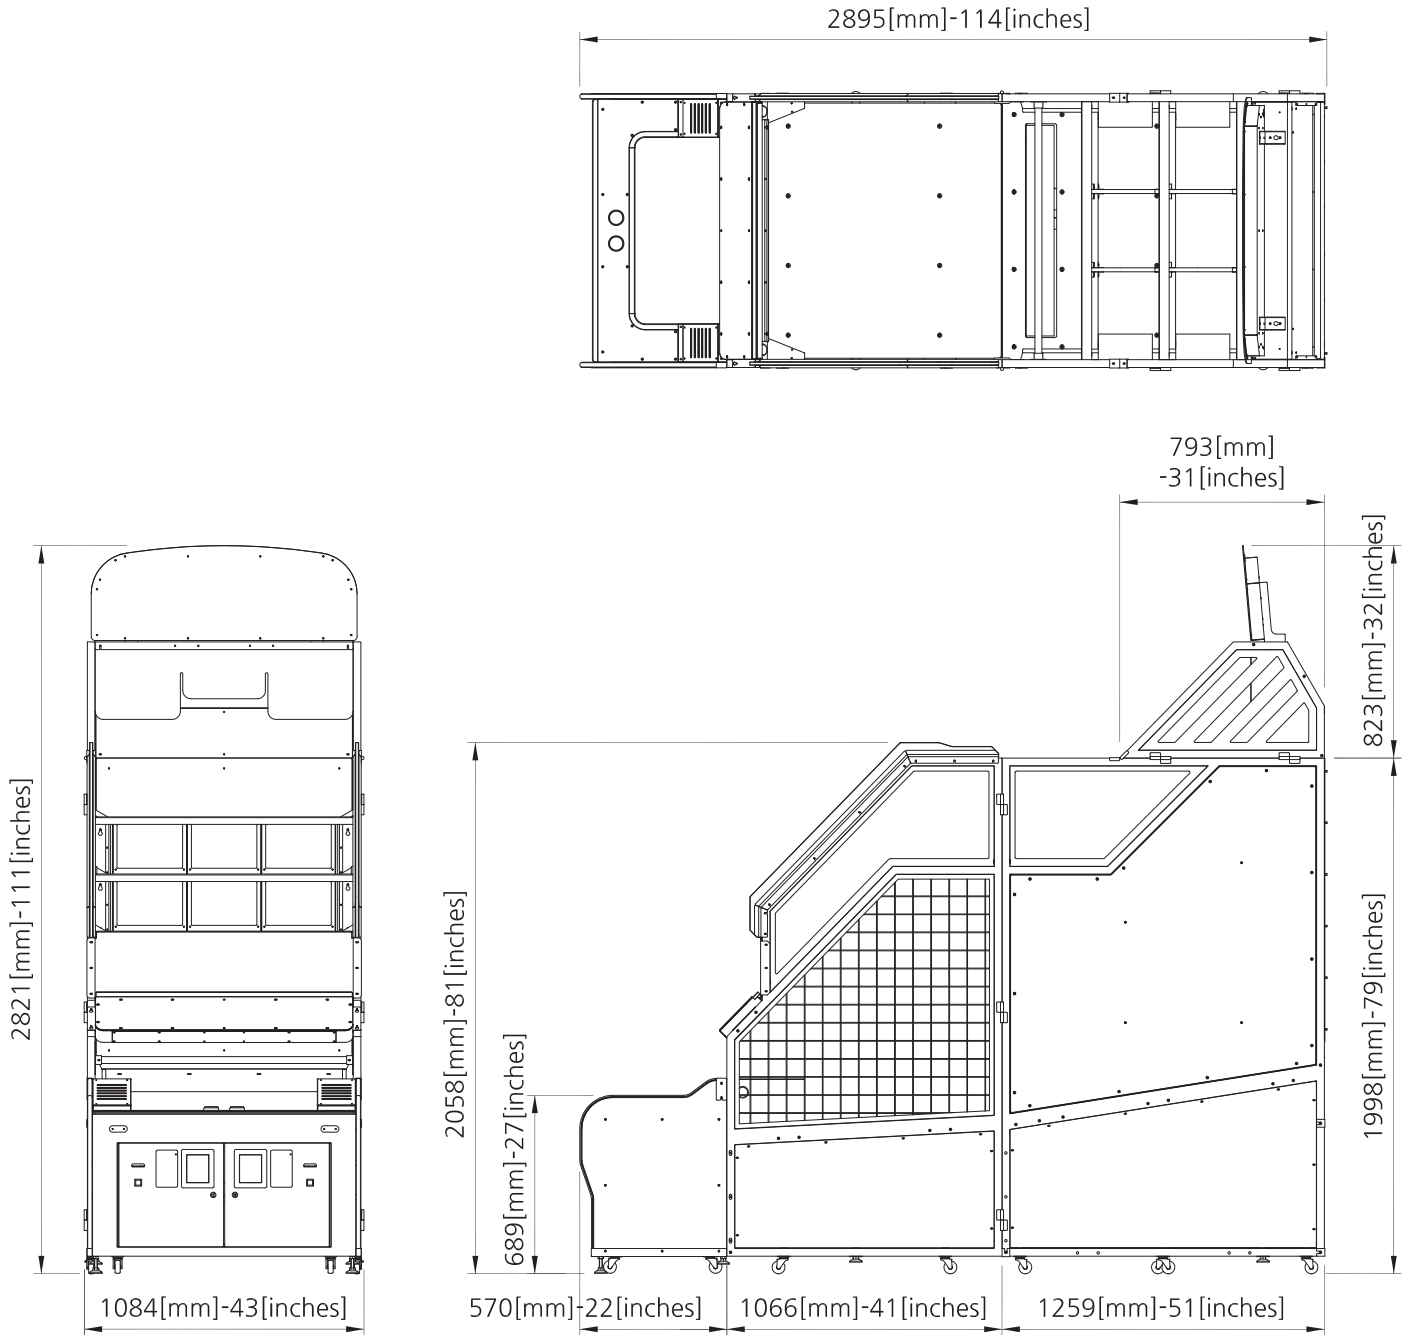 2895[mm]-114[inches]
793[mm]
-31[inches]
823[mm]-32[inches]
2821[mm]-111[inches]
2058[mm]-81[inches]
689[mm]-27[inches]
1998[mm]-79[inches]
1084[mm]-43[inches]
570[mm]-22[inches]
1066[mm]-41[inches]
1259[mm]-51[inches]